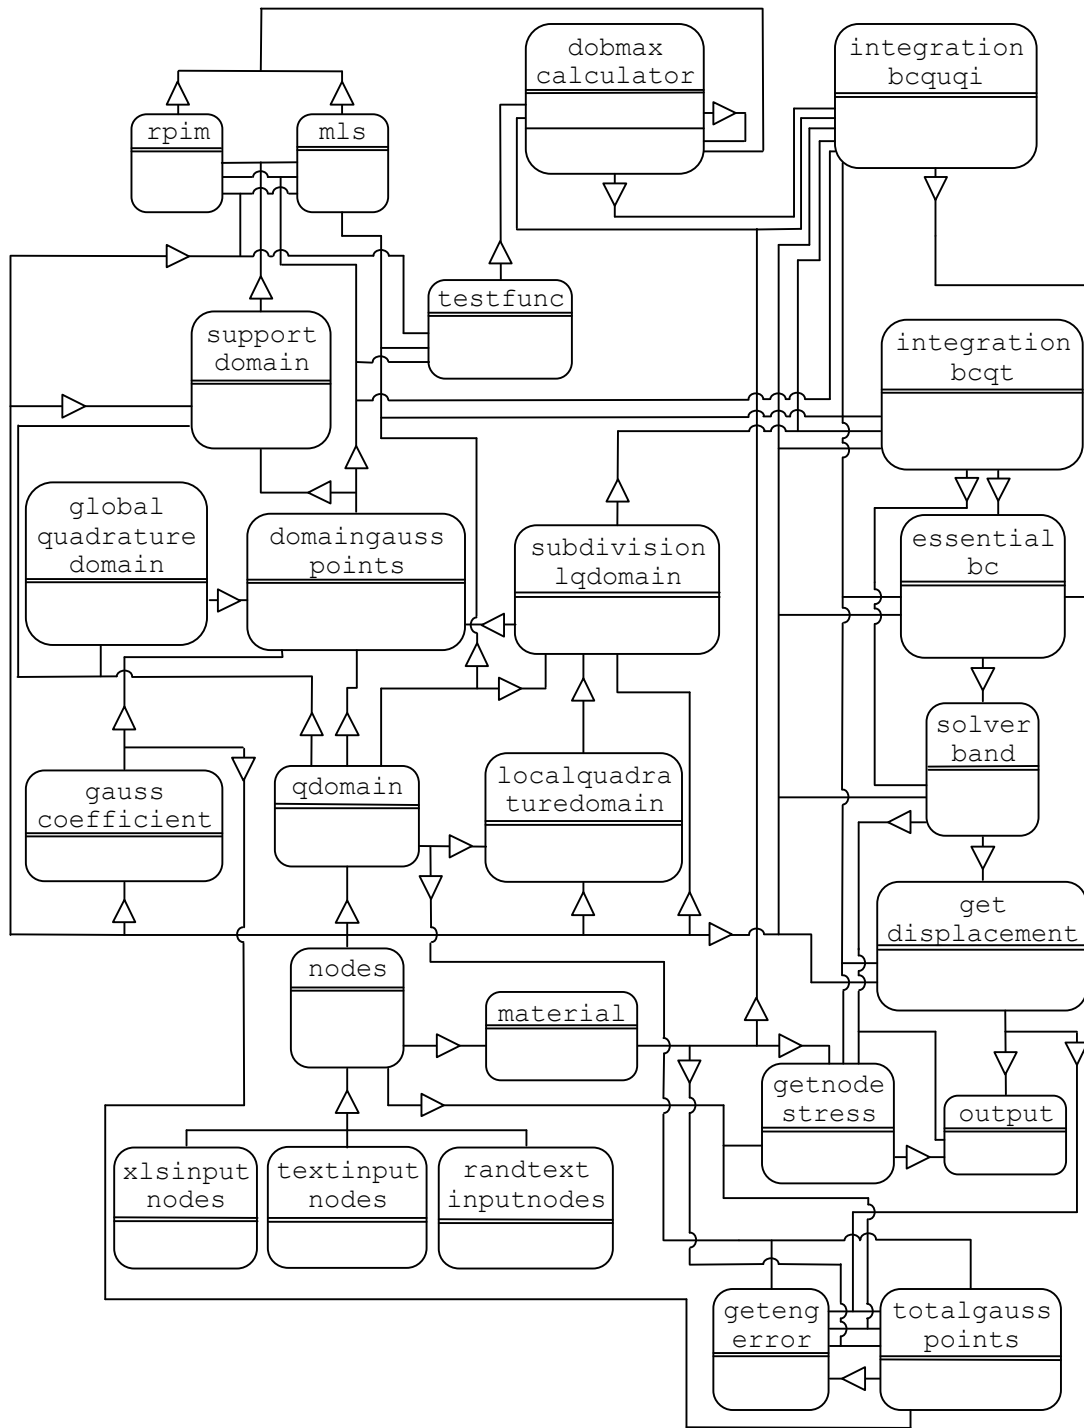 dobmax
calculator
integration
bcquqi
rpim
mls
testfunc
support
domain
integration
bcqt
global
quadrature
domain
domaingauss
points
subdivision
lqdomain
essential
bc
solver
band
gauss
coefficient
qdomain
localquadra
turedomain
get
displacement
nodes
material
getnode
stress
output
xlsinput
nodes
textinput
nodes
randtext
inputnodes
geteng
error
totalgauss
points